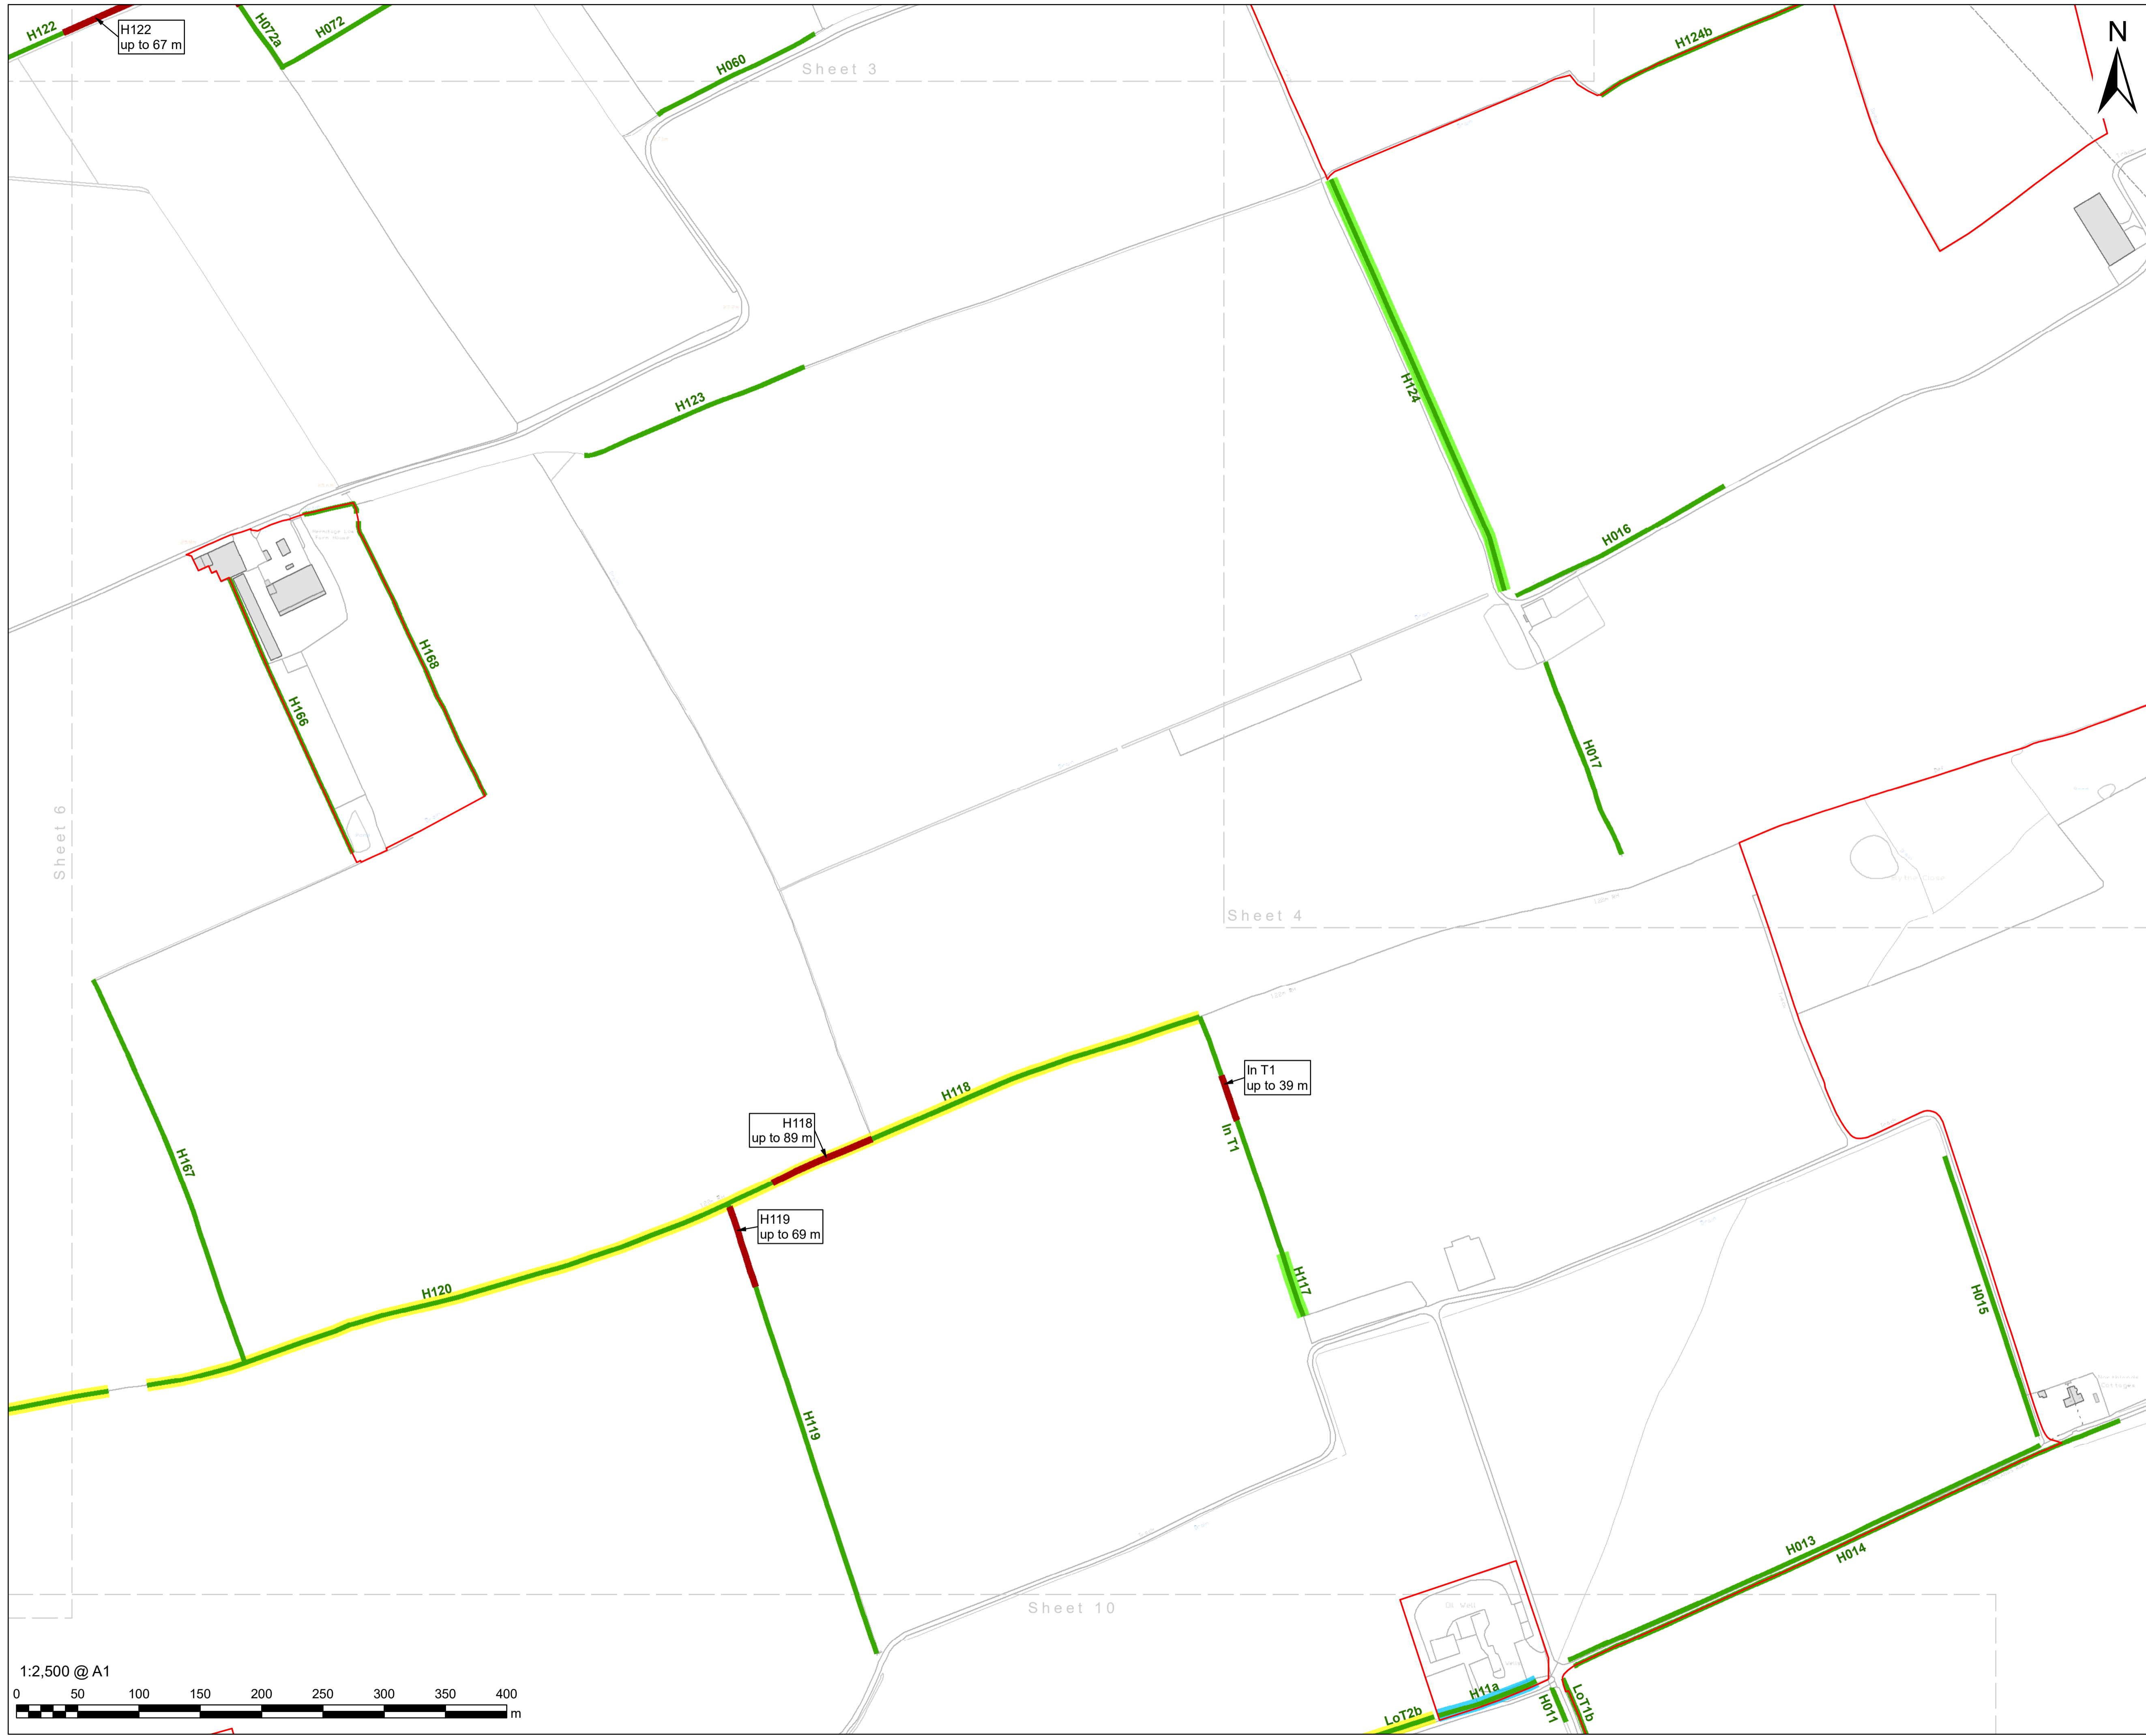 H122
H122
up to 67 m
H072a
H072
H060
Sheet 3
H124b
N
H123
H124
H016
H168
H166
H017
Sheet 6
Sheet 4
H118
In T1
up to 39 m
H118
up to 89 m
In T1
H167
H119
up to 69 m
H120
H117
H015
H119
H013
H014
Sheet 10
H11a
LoT2b
H011
LoT1b
1:2,500 @ A1
0 50 100 150 200 250 300 350 400
m